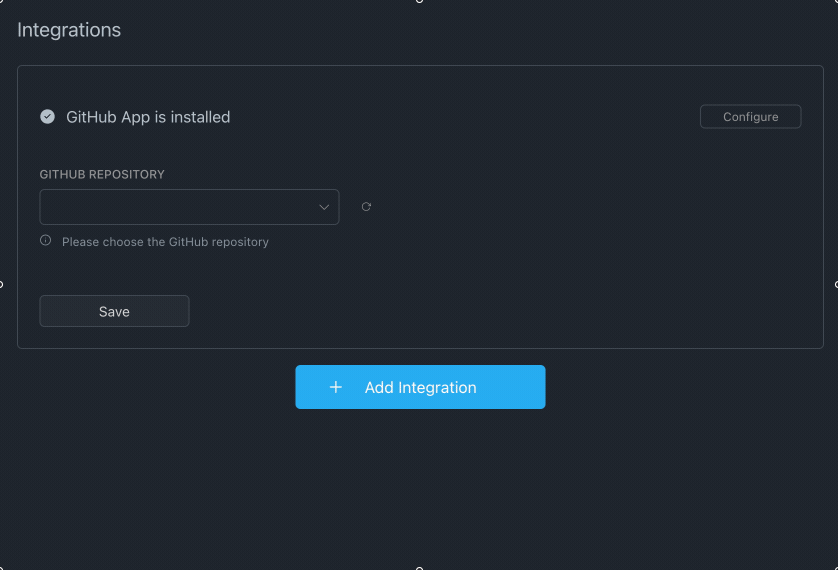 Integrations
GitHub App is installed
Configure
GITHUB REPOSITORY
Please choose the GitHub repository
Save
Add Integration